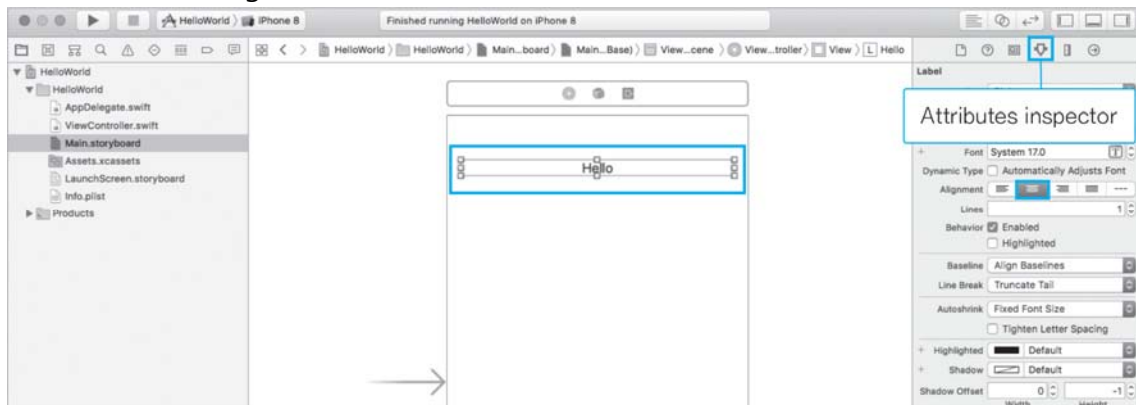 HelloWorld
iPhone 8
Finished running HelloWorld on iPhone 8
HelloWorld
HelloWorld
Main...board
Main...Base)
View...cene
View...troller
View
L
Hello
HelloWorld
HelloWorld
AppDelegate.swift
ViewController.swift
Main.storyboard
Assets.xcassets
LaunchScreen.storyboard
Info.plist
Products
Hello
Label
Attributes inspector
+ Font System 17.0
Dynamic Type Automatically Adjusts Font
Alignment
Lines 1
Behavior Enabled
Highlighted
Baseline Align Baselines
Line Break Truncate Tail
Autoshrink Fixed Font Size
Tighten Letter Spacing
+ Highlighted Default
+ Shadow Default
Shadow Offset 0 -1
Width Height